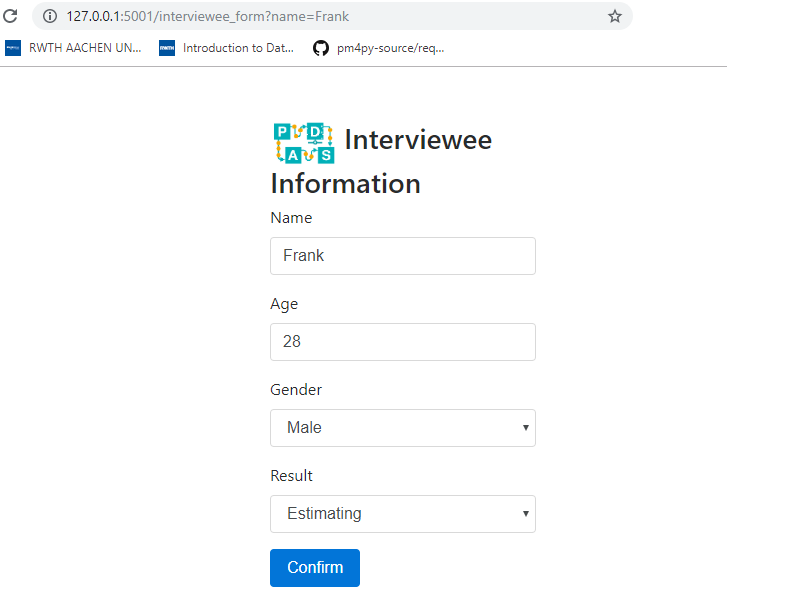 127.0.0.1:5001/interviewee_form?name=Frank
RWTH AACHEN UN... RWTH Introduction to Dat... pm4py-source/req...
P D Interviewee
A S
Information
Name
Frank
Age
28
Gender
Male
Result
Estimating
Confirm